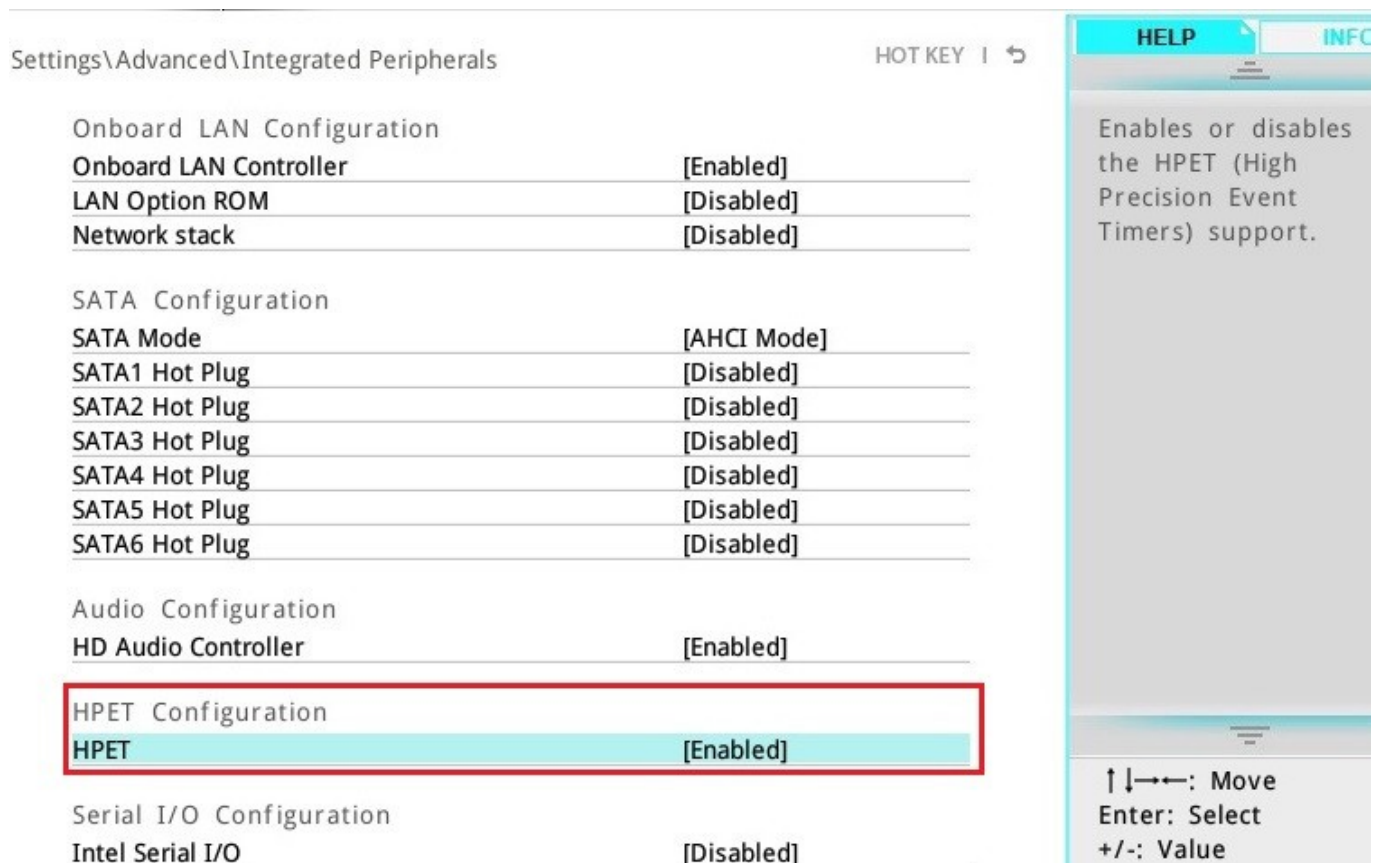 Settings\Advanced\Integrated Peripherals
HOT KEY |
HELP
Onboard LAN Configuration
Onboard LAN Controller [Enabled]
LAN Option ROM [Disabled]
Network stack [Disabled]
SATA Configuration
SATA Mode [AHCI Mode]
SATA1 Hot Plug [Disabled]
SATA2 Hot Plug [Disabled]
SATA3 Hot Plug [Disabled]
SATA4 Hot Plug [Disabled]
SATA5 Hot Plug [Disabled]
SATA6 Hot Plug [Disabled]
Audio Configuration
HD Audio Controller [Enabled]
HPET Configuration
HPET [Enabled]
Serial I/O Configuration
Intel Serial I/O [Disabled]
Enables or disables
the HPET (High
Precision Event
Timers) support.
↑↓→←: Move
Enter: Select
+/-: Value